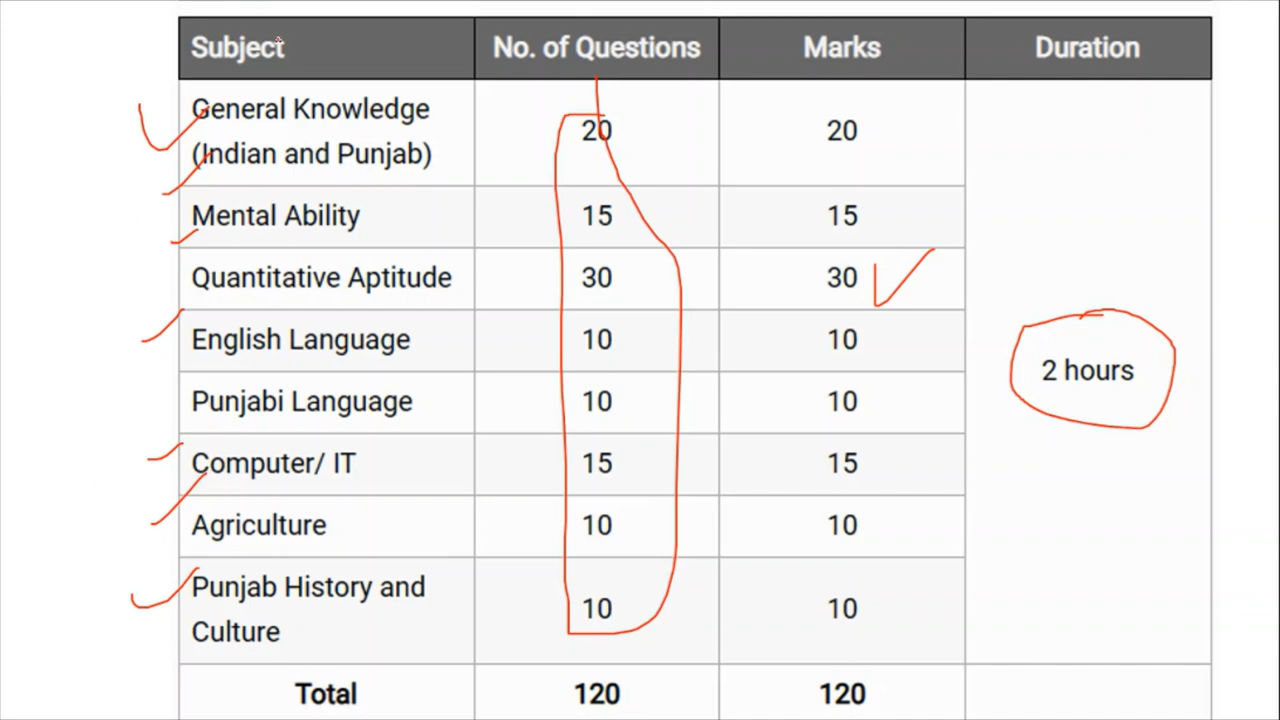 Subject No. of Questions Marks Duration
General Knowledge
(Indian and Punjab) 20 20
Mental Ability 15 15
Quantitative Aptitude 30 30
English Language 10 10
2 hours
Punjabi Language 10 10
Computer/ IT 15 15
Agriculture 10 10
Punjab History and
Culture 10 10
Total 120 120